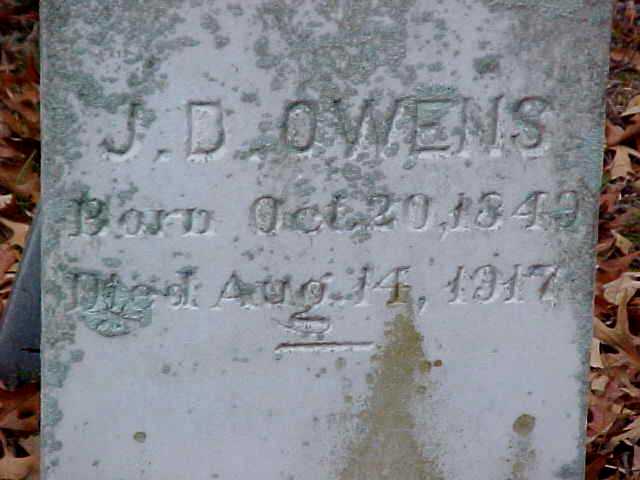 J. D. OWENS
Born Oct. 20, 1849
Died Aug. 14, 1917